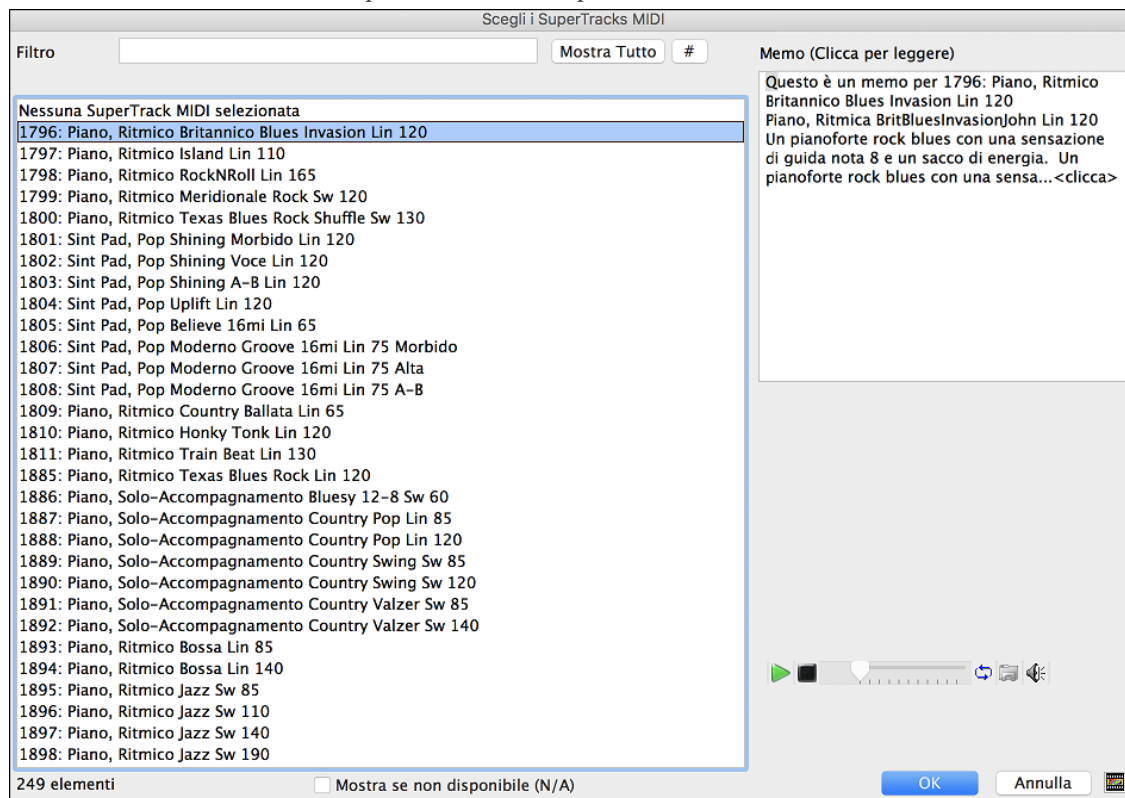 Scegli i SuperTracks MIDI
Filtro
Mostra Tutto
#
Memo (Clicca per leggere)
Questo è un memo per 1796: Piano, Ritmico
Britannico Blues Invasion Lin 120
Piano, Ritmica BritBluesInvasionJohn Lin 120
Un pianoforte rock blues con una sensazione
di guida nota 8 e un sacco di energia.  Un
pianoforte rock blues con una sensa...<clicca>
Nessuna SuperTrack MIDI selezionata
1796: Piano, Ritmico Britannico Blues Invasion Lin 120
1797: Piano, Ritmico Island Lin 110
1798: Piano, Ritmico RockNRoll Lin 165
1799: Piano, Ritmico Meridionale Rock Sw 120
1800: Piano, Ritmico Texas Blues Rock Shuffle Sw 130
1801: Sint Pad, Pop Shining Morbido Lin 120
1802: Sint Pad, Pop Shining Voce Lin 120
1803: Sint Pad, Pop Shining A-B Lin 120
1804: Sint Pad, Pop Uplift Lin 120
1805: Sint Pad, Pop Believe 16mi Lin 65
1806: Sint Pad, Pop Moderno Groove 16mi Lin 75 Morbido
1807: Sint Pad, Pop Moderno Groove 16mi Lin 75 Alta
1808: Sint Pad, Pop Moderno Groove 16mi Lin 75 A-B
1809: Piano, Ritmico Country Ballata Lin 65
1810: Piano, Ritmico Honky Tonk Lin 120
1811: Piano, Ritmico Train Beat Lin 130
1885: Piano, Ritmico Texas Blues Rock Lin 120
1886: Piano, Solo-Accompagnamento Bluesy 12-8 Sw 60
1887: Piano, Solo-Accompagnamento Country Pop Lin 85
1888: Piano, Solo-Accompagnamento Country Pop Lin 120
1889: Piano, Solo-Accompagnamento Country Swing Sw 85
1890: Piano, Solo-Accompagnamento Country Swing Sw 120
1891: Piano, Solo-Accompagnamento Country Valzer Sw 85
1892: Piano, Solo-Accompagnamento Country Valzer Sw 140
1893: Piano, Ritmico Bossa Lin 85
1894: Piano, Ritmico Bossa Lin 140
1895: Piano, Ritmico Jazz Sw 85
1896: Piano, Ritmico Jazz Sw 110
1897: Piano, Ritmico Jazz Sw 140
1898: Piano, Ritmico Jazz Sw 190
249 elementi
Mostra se non disponibile (N/A)
OK
Annulla